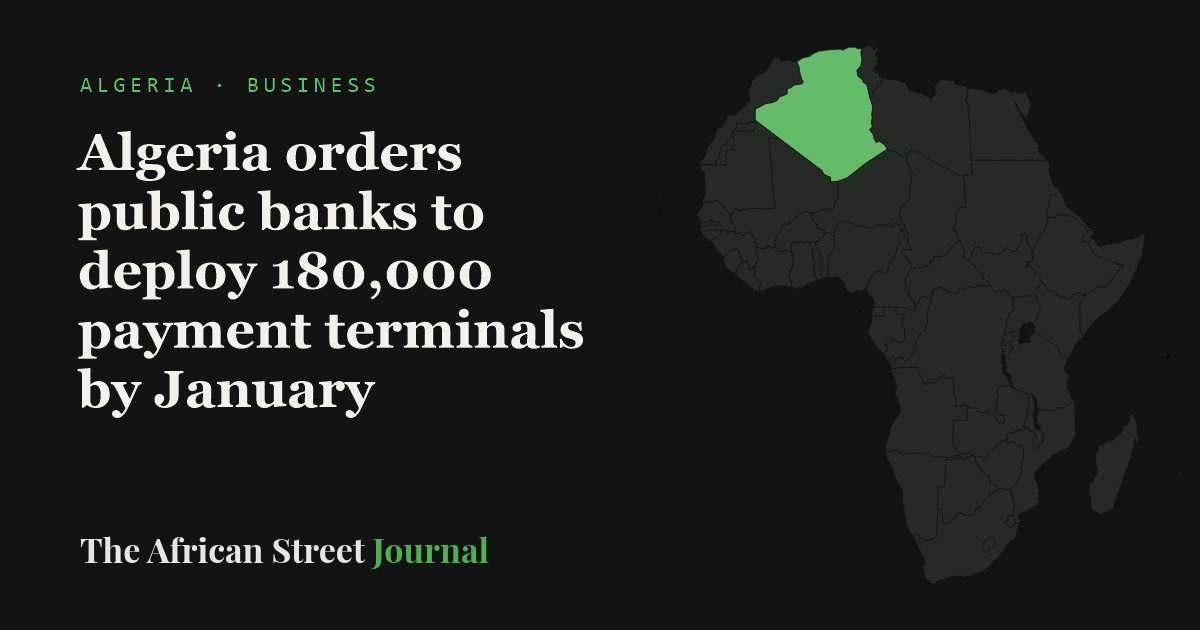 ALGERIA · BUSINESS
Algeria orders
public banks to
deploy 180,000
payment terminals
by January
The African Street Journal